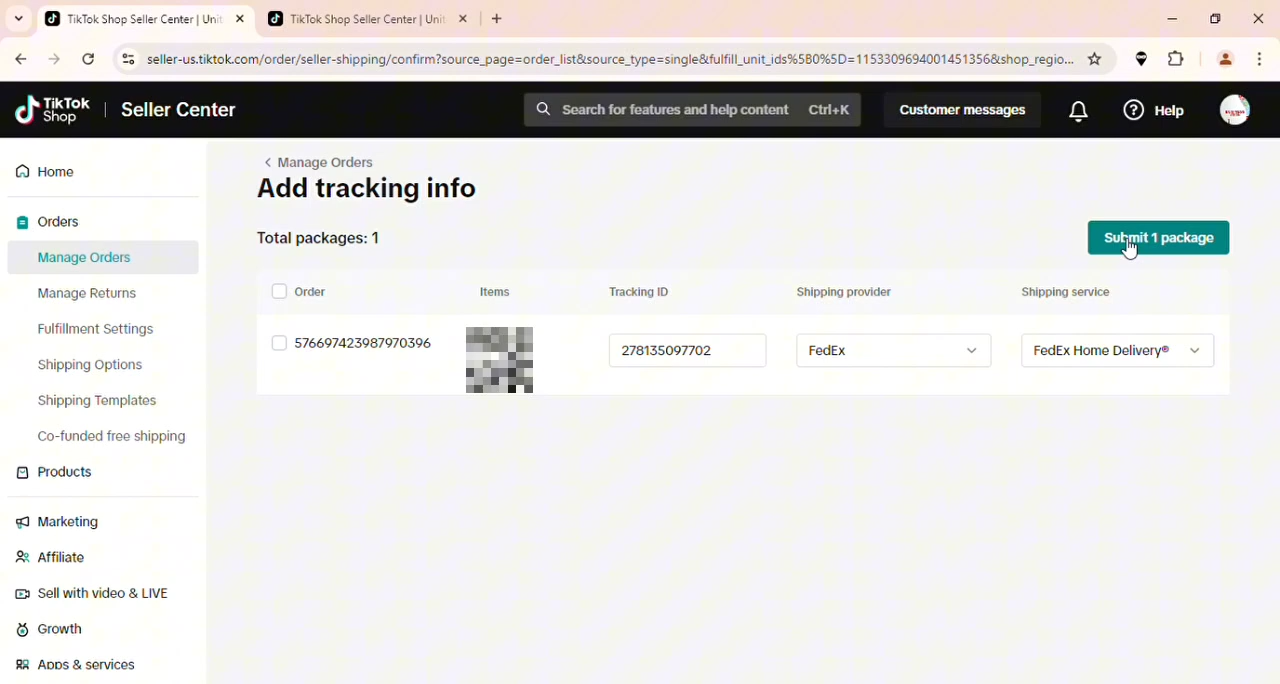 TikTok Shop Seller Center | Unit
TikTok Shop Seller Center | Unit
seller-us.tiktok.com/order/seller-shipping/confirm?source_page=order_list&source_type=single&fulfill_unit_ids%5B0%5D=1153309694001451356&shop_regio...
TikTok Shop
Seller Center
Search for features and help content Ctrl+K
Customer messages
Help
Home
Orders
Manage Orders
Manage Returns
Fulfillment Settings
Shipping Options
Shipping Templates
Co-funded free shipping
Products
Marketing
Affiliate
Sell with video & LIVE
Growth
Apps & services
< Manage Orders
Add tracking info
Total packages: 1
Submit 1 package
Order Items Tracking ID Shipping provider Shipping service
576697423987970396 278135097702 FedEx FedEx Home Delivery®